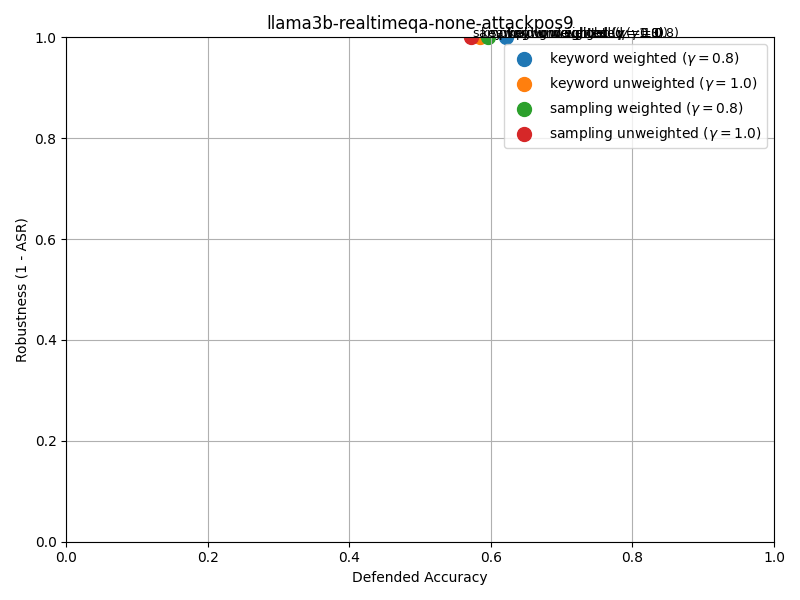 llama3b-realtimeqa-none-attackpos9
keyword weighted (γ = 0.8)
keyword unweighted (γ = 1.0)
sampling weighted (γ = 0.8)
sampling unweighted (γ = 1.0)
Robustness (1 - ASR)
1.0
0.8
0.6
0.4
0.2
0.0
0.0 0.2 0.4 0.6 0.8 1.0
Defended Accuracy